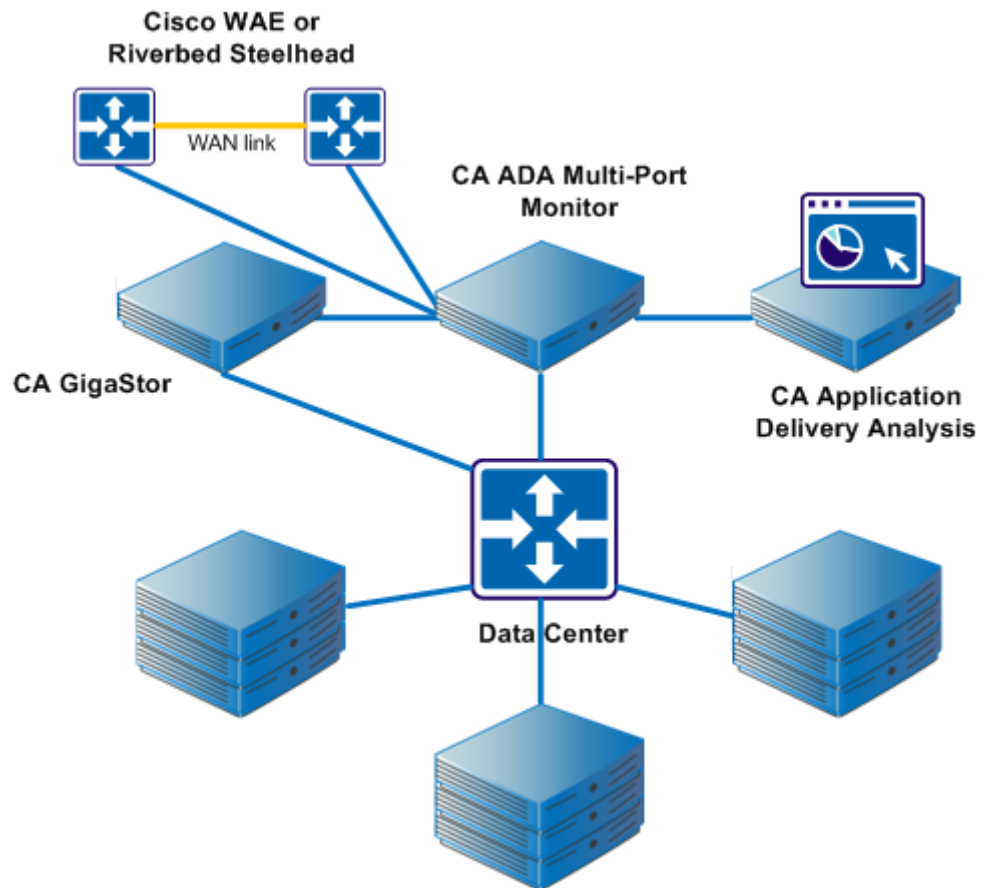 Cisco WAE or
Riverbed Steelhead
WAN link
CA ADA Multi-Port
Monitor
CA GigaStor
CA Application
Delivery Analysis
Data Center